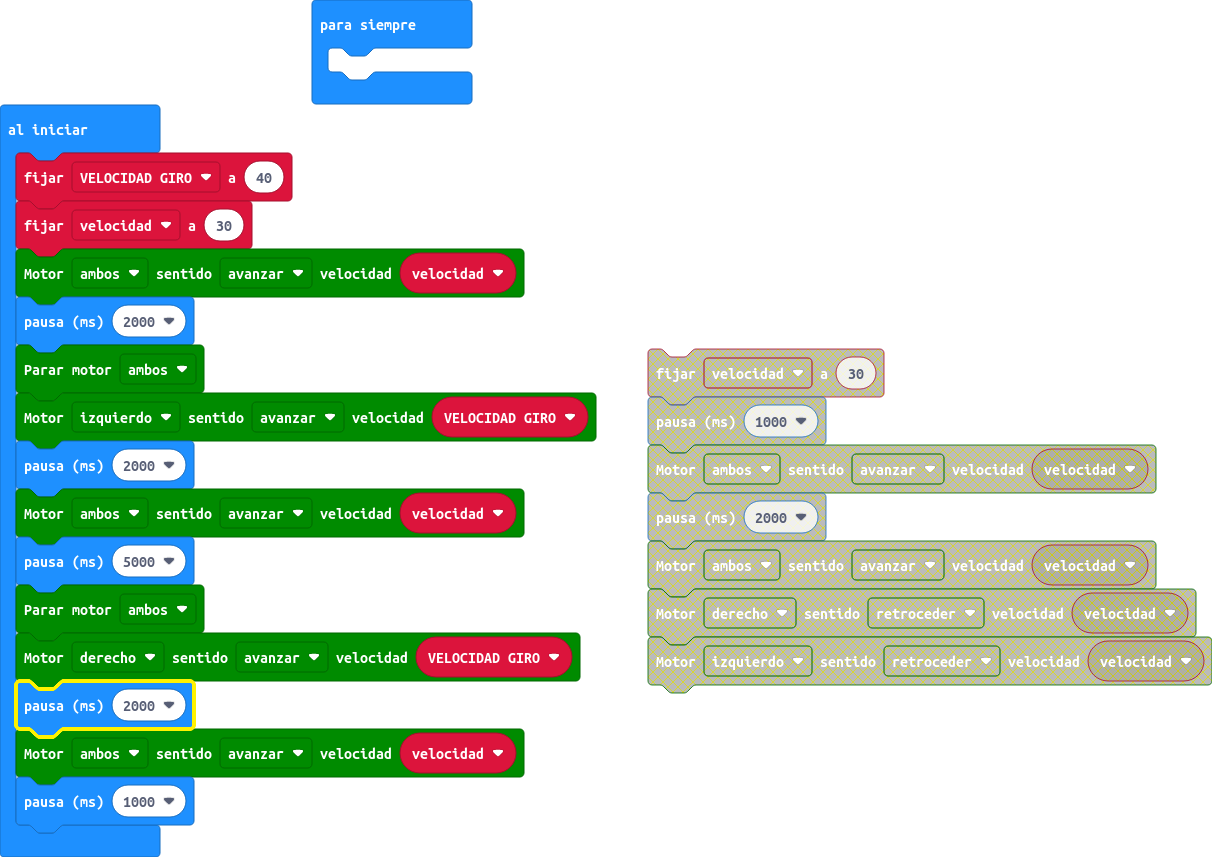 para siempre
al iniciar
fijar VELOCIDAD GIRO a 40
fijar velocidad a 30
Motor ambos sentido avanzar velocidad velocidad
pausa (ms) 2000
Parar motor ambos
Motor izquierdo sentido avanzar velocidad VELOCIDAD GIRO
pausa (ms) 2000
Motor ambos sentido avanzar velocidad velocidad
pausa (ms) 5000
Parar motor ambos
Motor derecho sentido avanzar velocidad VELOCIDAD GIRO
pausa (ms) 2000
Motor ambos sentido avanzar velocidad velocidad
pausa (ms) 1000
fijar velocidad a 30
pausa (ms) 1000
Motor ambos sentido avanzar velocidad velocidad
pausa (ms) 2000
Motor ambos sentido avanzar velocidad velocidad
Motor derecho sentido retroceder velocidad velocidad
Motor izquierdo sentido retroceder velocidad velocidad